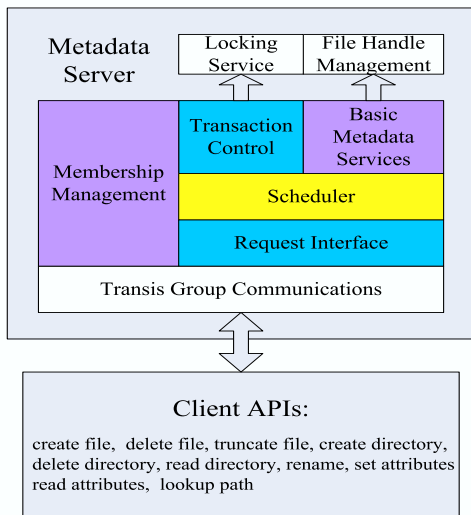 Metadata
Server
Locking
Service
File Handle
Management
Transaction
Control
Basic
Metadata
Services
Membership
Management
Scheduler
Request Interface
Transis Group Communications
Client APIs:
create file, delete file, truncate file, create directory,
delete directory, read directory, rename, set attributes
read attributes, lookup path